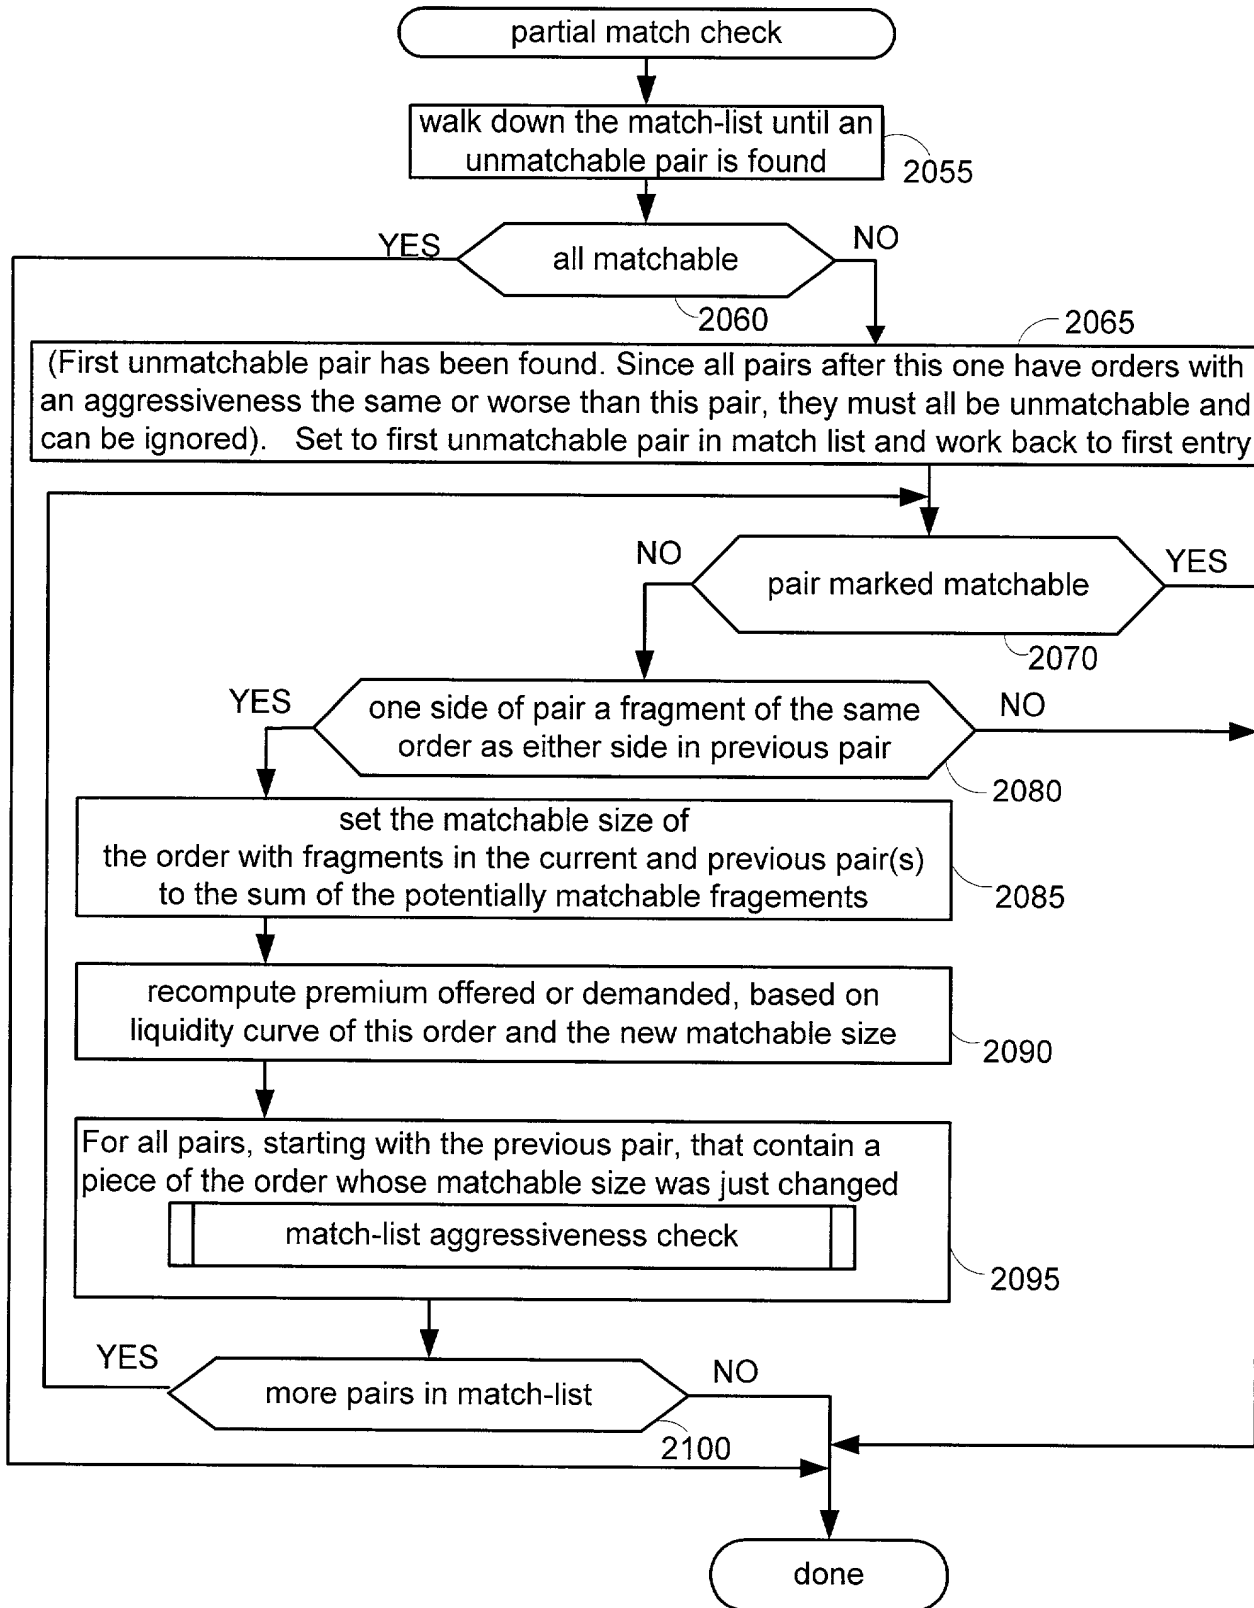 partial match check
walk down the match-list until an
unmatchable pair is found
2055
YES
NO
all matchable
2060
2065
(First unmatchable pair has been found. Since all pairs after this one have orders with
an aggressiveness the same or worse than this pair, they must all be unmatchable and
can be ignored). Set to first unmatchable pair in match list and work back to first entry
NO
YES
pair marked matchable
2070
YES
NO
one side of pair a fragment of the same
order as either side in previous pair
2080
set the matchable size of
the order with fragments in the current and previous pair(s)
to the sum of the potentially matchable fragements
2085
recompute premium offered or demanded, based on
liquidity curve of this order and the new matchable size
2090
For all pairs, starting with the previous pair, that contain a
piece of the order whose matchable size was just changed
match-list aggressiveness check
2095
YES
NO
more pairs in match-list
2100
done